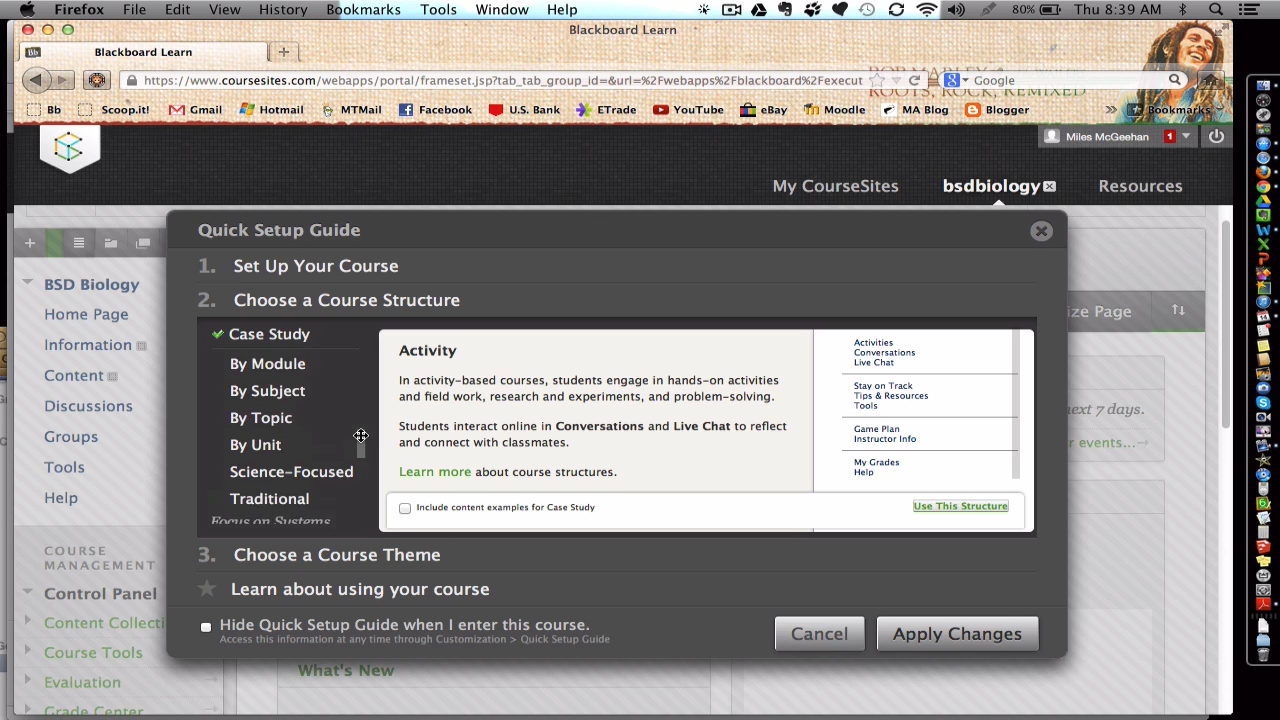 Firefox File Edit View History Bookmarks Tools Window Help 80% Thu 8:39 AM
Blackboard Learn
Bb Blackboard Learn
https://www.coursesites.com/webapps/portal/frameset.jsp?tab_tab_group_id=&url=%2Fwebapps%2Fblackboard%2Fexecut Google
ROOTS, ROCK, REMIXED
Bb Scoop.it! Gmail Hotmail MTMail Facebook U.S. Bank ETrade YouTube eBay Moodle MA Blog Blogger Bookmarks
Miles McGeehan 1
My CourseSites bsdbiology Resources
Quick Setup Guide
1. Set Up Your Course
2. Choose a Course Structure
Case Study
By Module
By Subject
By Topic
By Unit
Science-Focused
Traditional
Focus on Systems
Activity
In activity-based courses, students engage in hands-on activities
and field work, research and experiments, and problem-solving.
Students interact online in Conversations and Live Chat to reflect
and connect with classmates.
Learn more about course structures.
Activities
Conversations
Live Chat
Stay on Track
Tips & Resources
Tools
Game Plan
Instructor Info
My Grades
Help
Include content examples for Case Study
Use This Structure
3. Choose a Course Theme
Learn about using your course
Hide Quick Setup Guide when I enter this course.
Access this information at any time through Customization > Quick Setup Guide
Cancel Apply Changes
BSD Biology
Home Page
Information
Content
Discussions
Groups
Tools
Help
COURSE
MANAGEMENT
Control Panel
Content Collecti
Course Tools
Evaluation
Grade Center
What's New
ze Page
next 7 days.
r events...